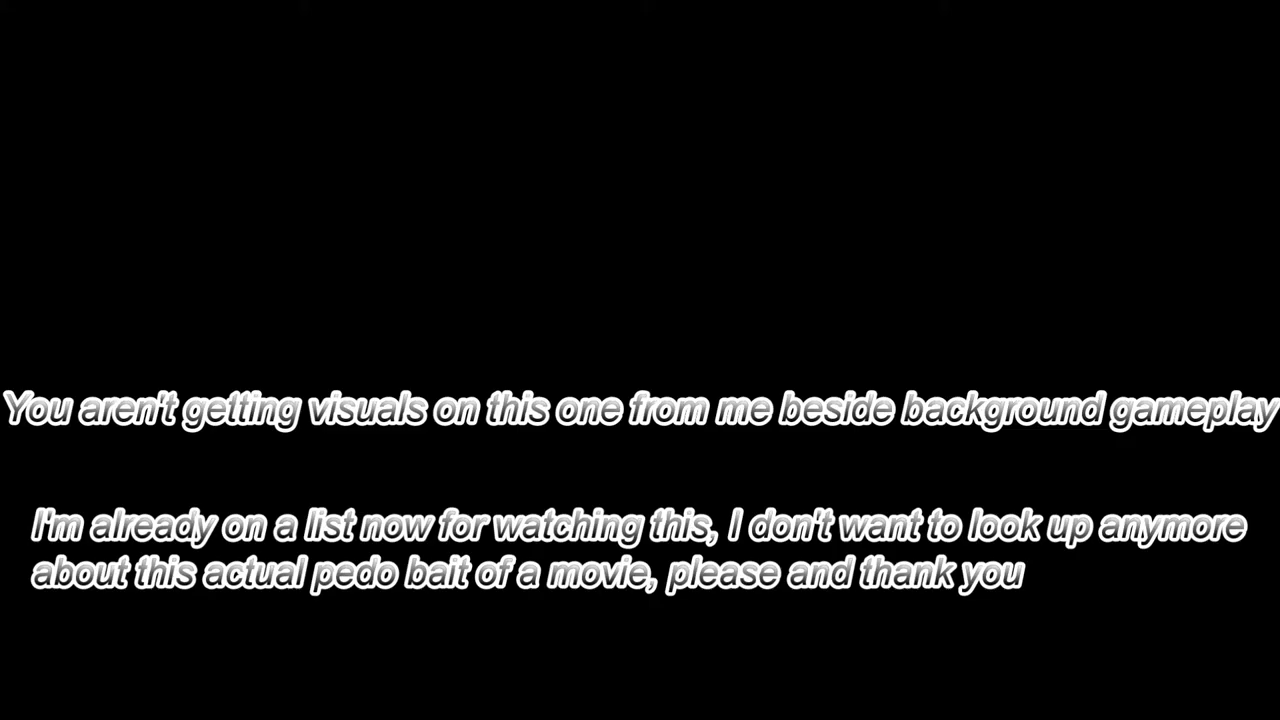 You aren't getting visuals on this one from me beside background gameplay
I'm already on a list now for watching this, I don't want to look up anymore
about this actual pedo bait of a movie, please and thank you